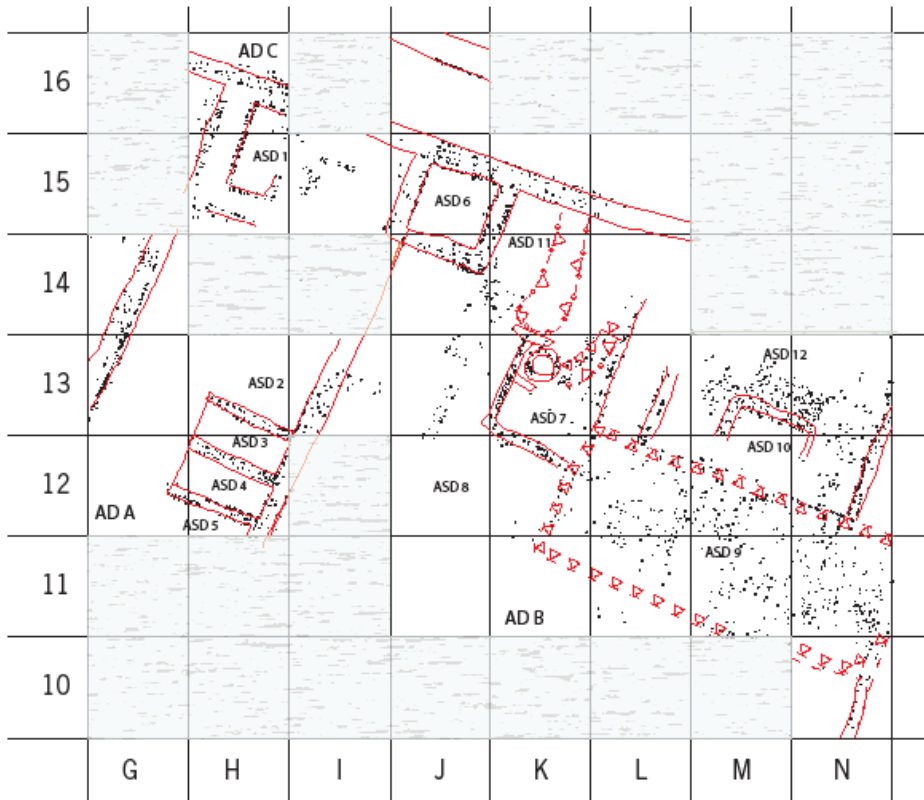 16
AD C
15
ASD 1
ASD 6
14
ASD 11
13
ASD 2
ASD 7
ASD 12
12
ASD 3
ASD 4
ASD 5
AD A
ASD 8
ASD 10
11
ASD 9
AD B
10
G H I J K L M N